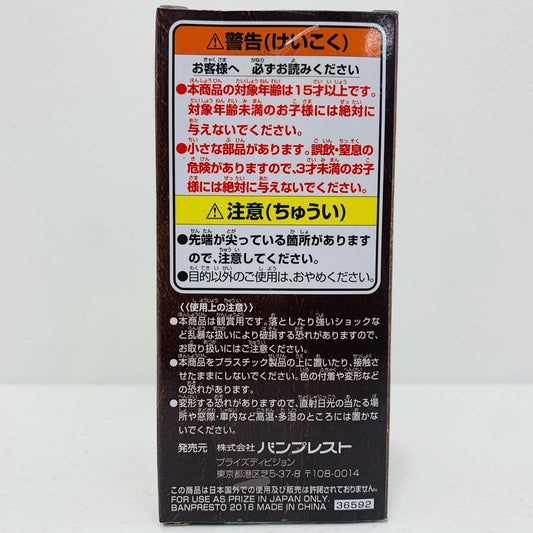 ⚠警告(けいこく)
お客様へ 必ずお読みください
●本商品の対象年齢は15才以上です。
対象年齢未満のお子様には絶対に
与えないでください。
●小さな部品があります。誤飲・窒息の
危険がありますので、3才未満のお子
様には絶対に与えないでください。
⚠注意(ちゅうい)
●先端が尖っている箇所があります
ので、注意してください。
●目的以外のご使用は、おやめください。
〈〈使用上の注意〉〉
●本商品は観賞用です。落としたり強いショックな
ど乱暴な扱いにより破損する恐れがありますので、
お取り扱いにはご注意ください。
●本商品をプラスチック製品の上に置いたり、接触さ
せたままにしないでください。色の付着や変形など
の恐れがあります。
●変形する恐れがありますので、直射日光の当たる場
所や窓際・車内など高温・多湿のところには置かな
いでください。
発売元 株式会社 バンプレスト
プライズディビジョン
東京都港区芝5-37-8 〒108-0014
この商品は日本国外での使用及び販売は許諾されておりません。
FOR USE AS PRIZE IN JAPAN ONLY.
BANPRESTO 2016 MADE IN CHINA 36592